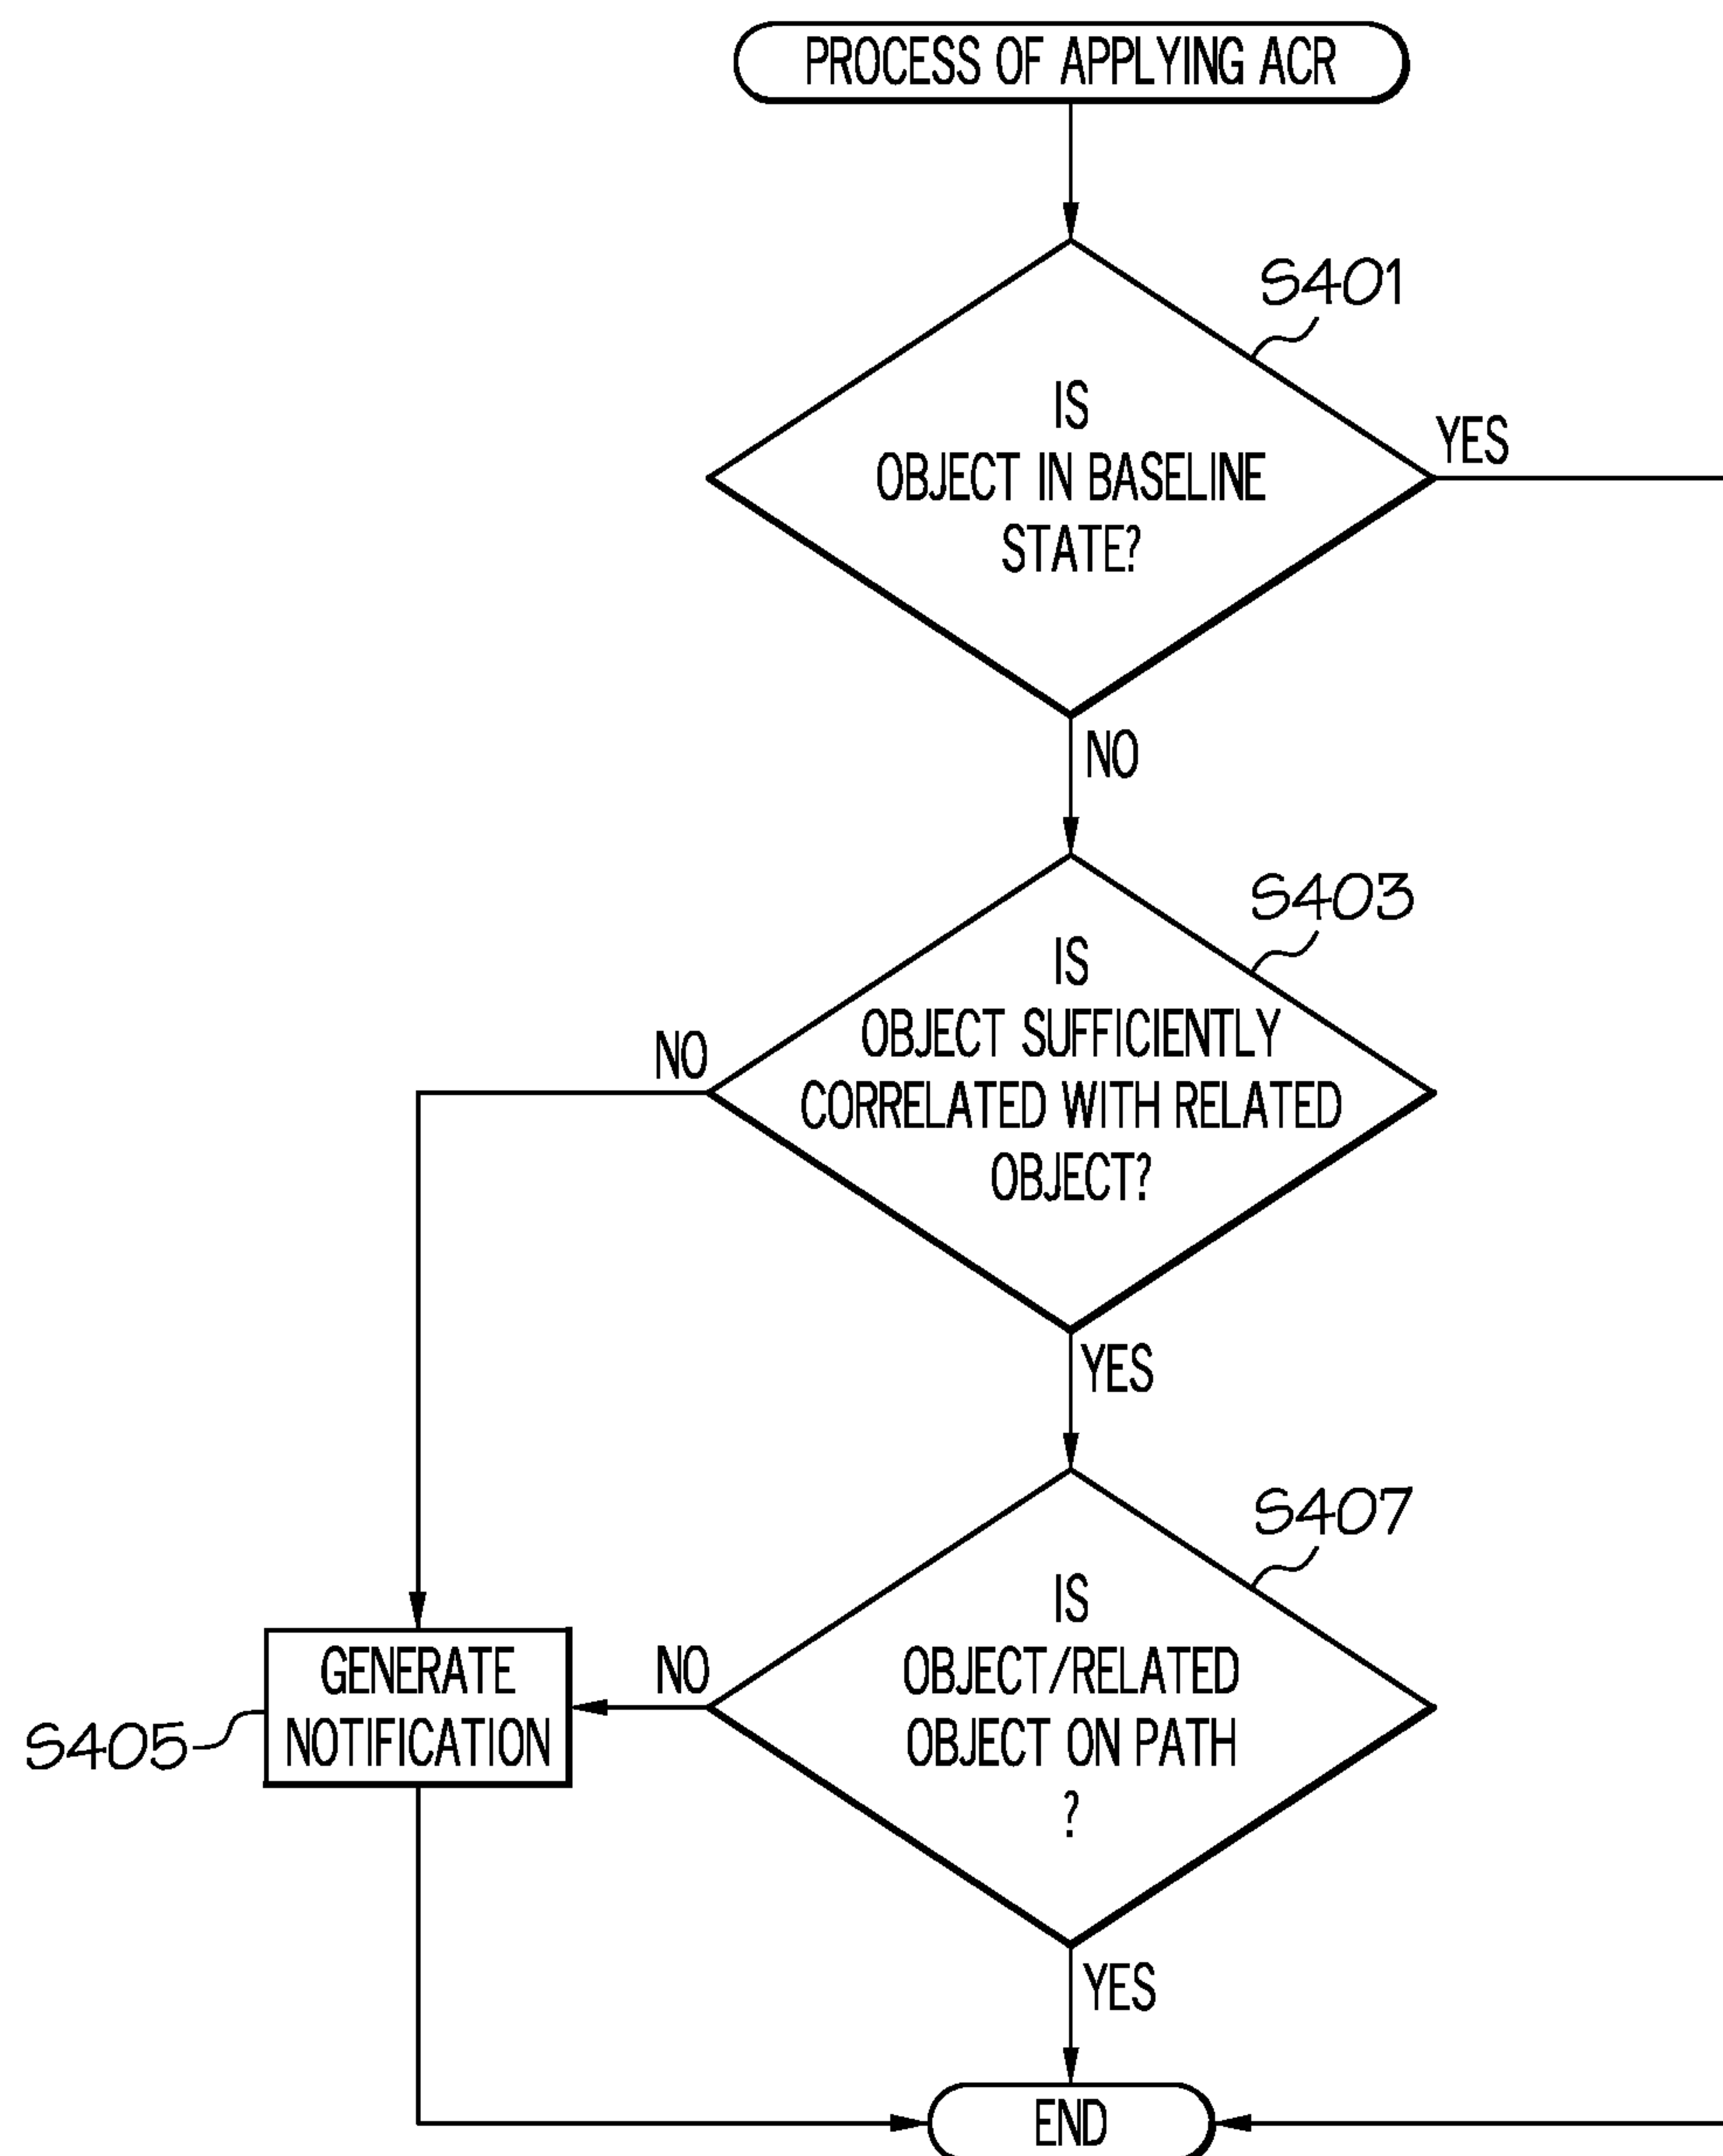 PROCESS OF APPLYING ACR
S401
IS
OBJECT IN BASELINE
STATE?
YES
NO
S403
IS
OBJECT SUFFICIENTLY
CORRELATED WITH RELATED
OBJECT?
NO
YES
S407
IS
OBJECT/RELATED
OBJECT ON PATH
?
NO
GENERATE
NOTIFICATION
S405
YES
END